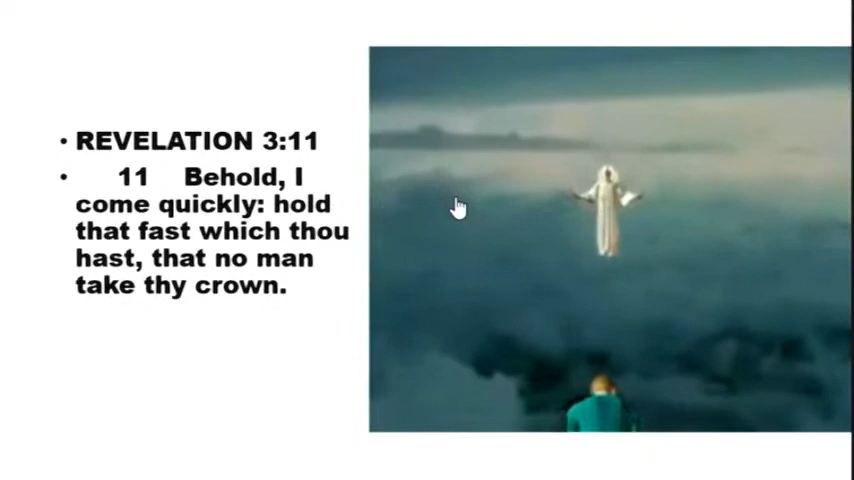 • REVELATION 3:11
• 11 Behold, I
come quickly: hold
that fast which thou
hast, that no man
take thy crown.